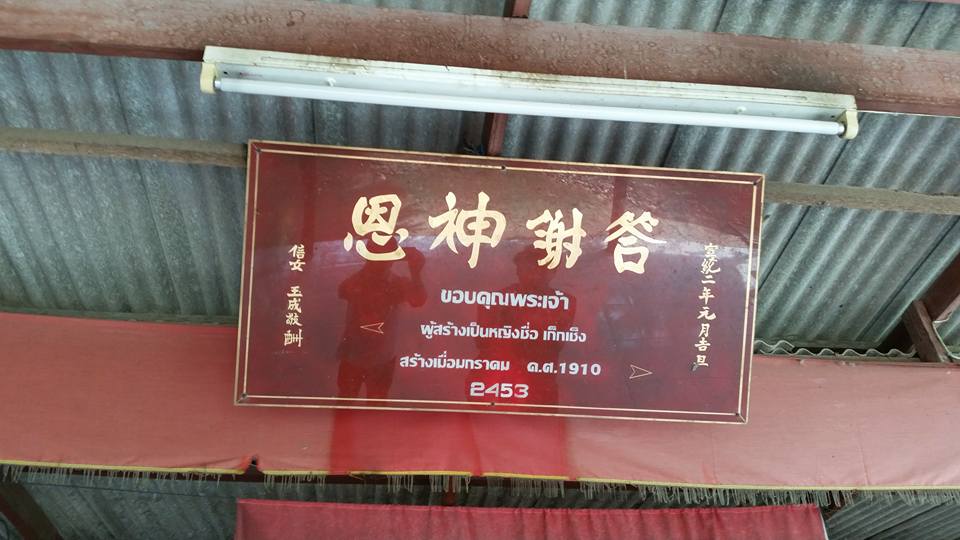 答謝神恩
宣統二年元月吉旦
ขอบคุณพระเจ้า
ผู้สร้างเป็นหญิงชื่อ เก็กเซ็ง
สร้างเมื่อมกราคม ค.ศ.1910
2453
信女 玉成敬酬